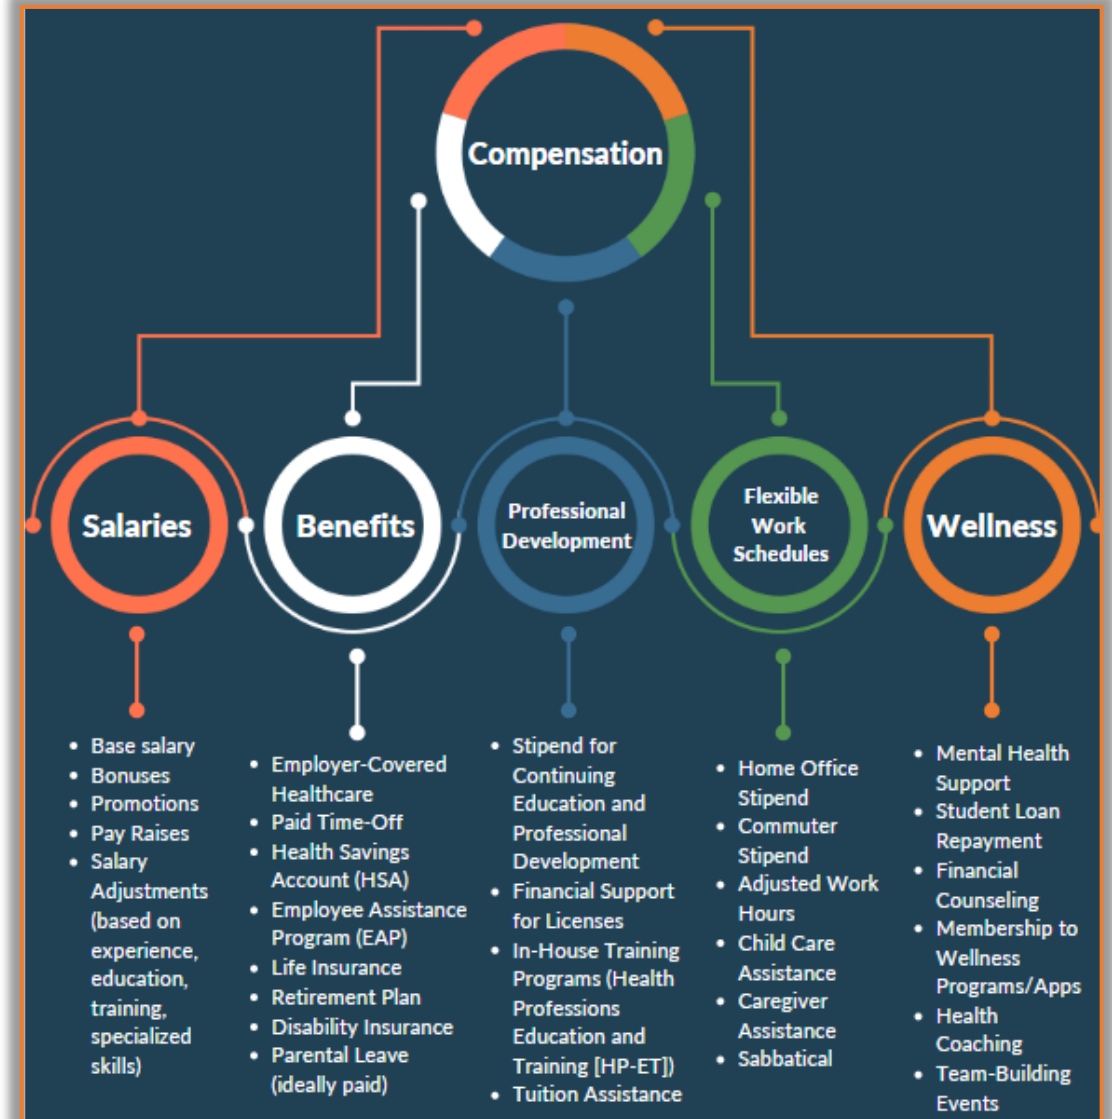 Compensation
Salaries
Benefits
Professional
Development
Flexible
Work
Schedules
Wellness
• Base salary
• Bonuses
• Promotions
• Pay Raises
• Salary
Adjustments
(based on
experience,
education,
training,
specialized
skills)
• Employer-Covered
Healthcare
• Paid Time-Off
• Health Savings
Account (HSA)
• Employee Assistance
Program (EAP)
• Life Insurance
• Retirement Plan
• Disability Insurance
• Parental Leave
(ideally paid)
• Stipend for
Continuing
Education and
Professional
Development
• Financial Support
for Licenses
• In-House Training
Programs (Health
Professions
Education and
Training [HP-ET])
• Tuition Assistance
• Home Office
Stipend
• Commuter
Stipend
• Adjusted Work
Hours
• Child Care
Assistance
• Caregiver
Assistance
• Sabbatical
• Mental Health
Support
• Student Loan
Repayment
• Financial
Counseling
• Membership to
Wellness
Programs/Apps
• Health
Coaching
• Team-Building
Events